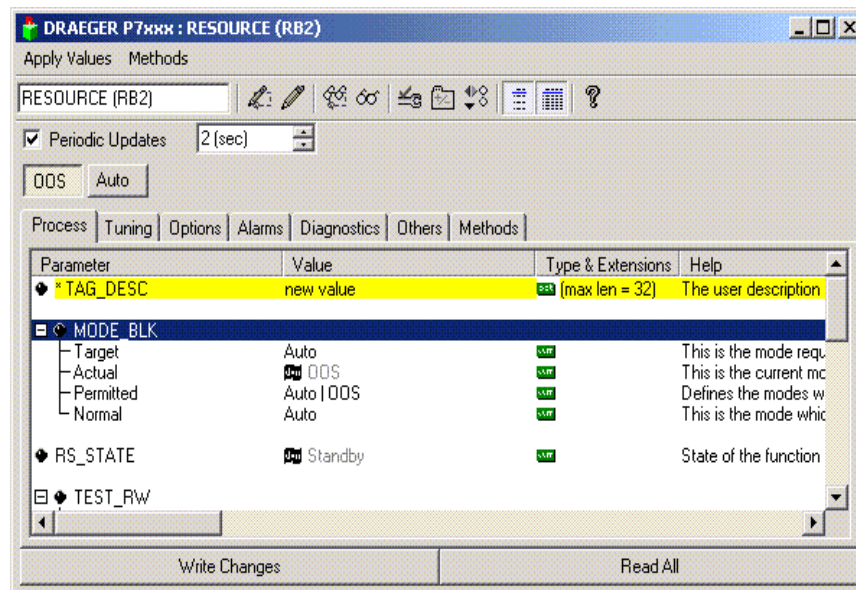 DRAEGER P7xxx : RESOURCE (RB2)
Apply Values Methods
RESOURCE (RB2)
Periodic Updates 2 (sec)
OOS Auto
Process Tuning Options Alarms Diagnostics Others Methods
Parameter Value Type & Extensions Help
* TAG_DESC new value (max len = 32) The user description
MODE_BLK
Target Auto This is the mode requ
Actual OOS This is the current mo
Permitted Auto | OOS Defines the modes w
Normal Auto This is the mode whic
RS_STATE Standby State of the function
TEST_RW
Write Changes Read All